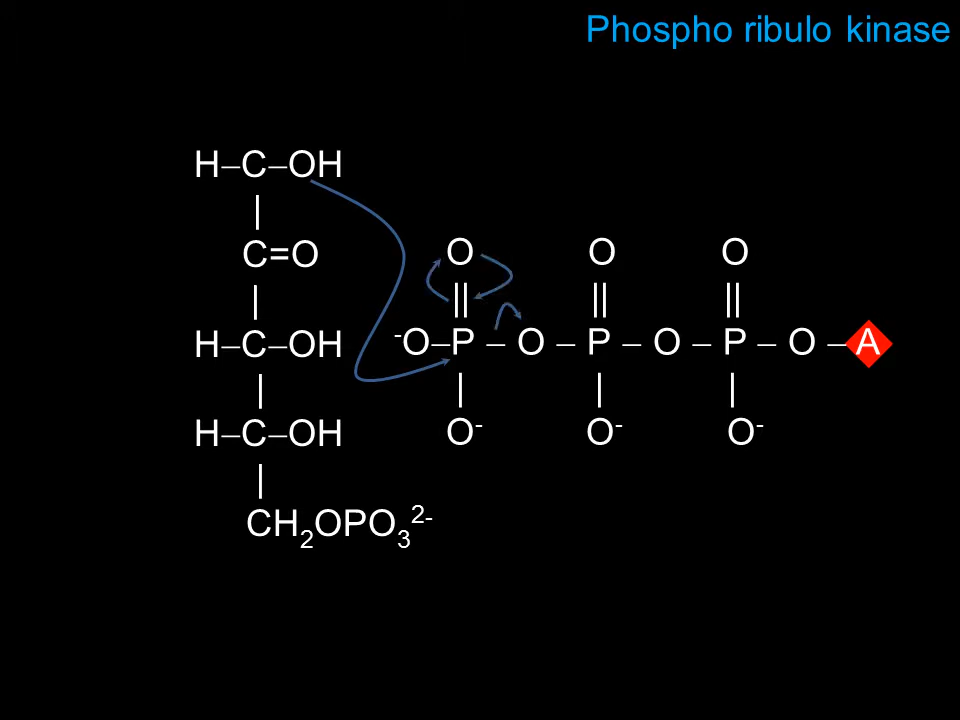 Phospho ribulo kinase
H–C–OH
|
C=O
|
H–C–OH
|
H–C–OH
|
CH₂OPO₃²⁻
O O O
|| || ||
⁻O–P – O – P – O – P – O – A
| | |
O⁻ O⁻ O⁻